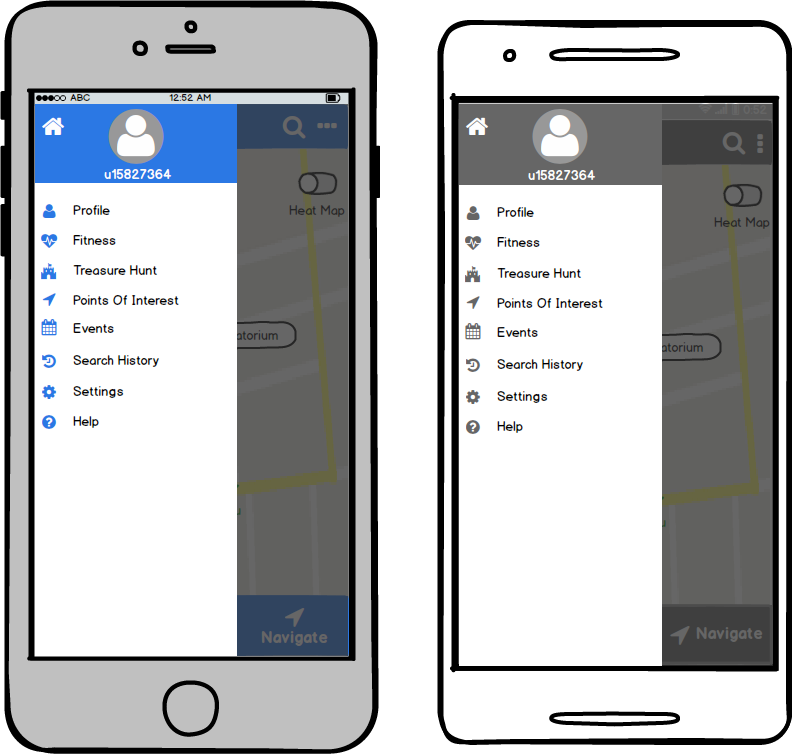 ABC 12:52 AM
u15827364
Heat Map
Profile
Fitness
Treasure Hunt
Points Of Interest
Events
atorium
Search History
Settings
Help
Navigate
0:52
u15827364
Heat Map
Profile
Fitness
Treasure Hunt
Points Of Interest
Events
atorium
Search History
Settings
Help
Navigate